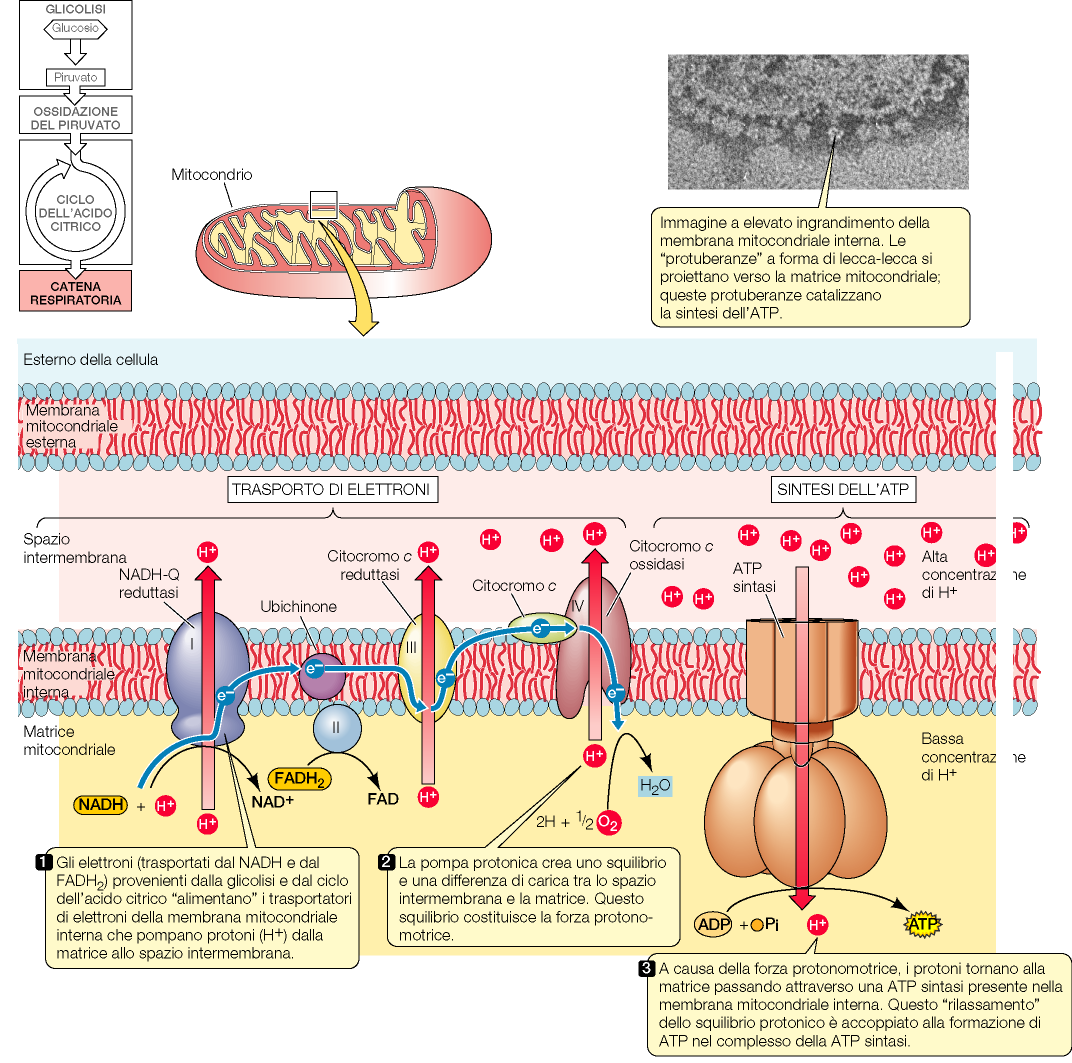 GLICOLISI
Glucosio
Piruvato
OSSIDAZIONE
DEL PIRUVATO
CICLO
DELL'ACIDO
CITRICO
CATENA
RESPIRATORIA
Mitocondrio
Immagine a elevato ingrandimento della
membrana mitocondriale interna. Le
“protuberanze” a forma di lecca-lecca si
proiettano verso la matrice mitocondriale;
queste protuberanze catalizzano
la sintesi dell'ATP.
Esterno della cellula
Membrana
mitocondriale
esterna
TRASPORTO DI ELETTRONI
SINTESI DELL'ATP
Spazio
intermembrana
H+
NADH-Q
reduttasi
I
Ubichinone
Citocromo c
reduttasi
H+
III
Citocromo c
H+
H+
H+
IV
Citocromo c
ossidasi
H+
H+
H+
H+
H+
H+
H+
H+
H+
H+
H+
H+
ATP
sintasi
Alta
concentrazione
di H+
Membrana
mitocondriale
interna
e–
e–
e–
e–
e–
Matrice
mitocondriale
II
NADH + H+
H+
NAD+
FADH2
FAD
H+
H+
2H + 1/2 O2
H2O
Bassa
concentrazione
di H+
ADP + Pi
H+
ATP
1 Gli elettroni (trasportati dal NADH e dal
FADH2) provenienti dalla glicolisi e dal ciclo
dell'acido citrico “alimentano” i trasportatori
di elettroni della membrana mitocondriale
interna che pompano protoni (H+) dalla
matrice allo spazio intermembrana.
2 La pompa protonica crea uno squilibrio
e una differenza di carica tra lo spazio
intermembrana e la matrice. Questo
squilibrio costituisce la forza protono-
motrice.
3 A causa della forza protonomotrice, i protoni tornano alla
matrice passando attraverso una ATP sintasi presente nella
membrana mitocondriale interna. Questo “rilassamento”
dello squilibrio protonico è accoppiato alla formazione di
ATP nel complesso della ATP sintasi.